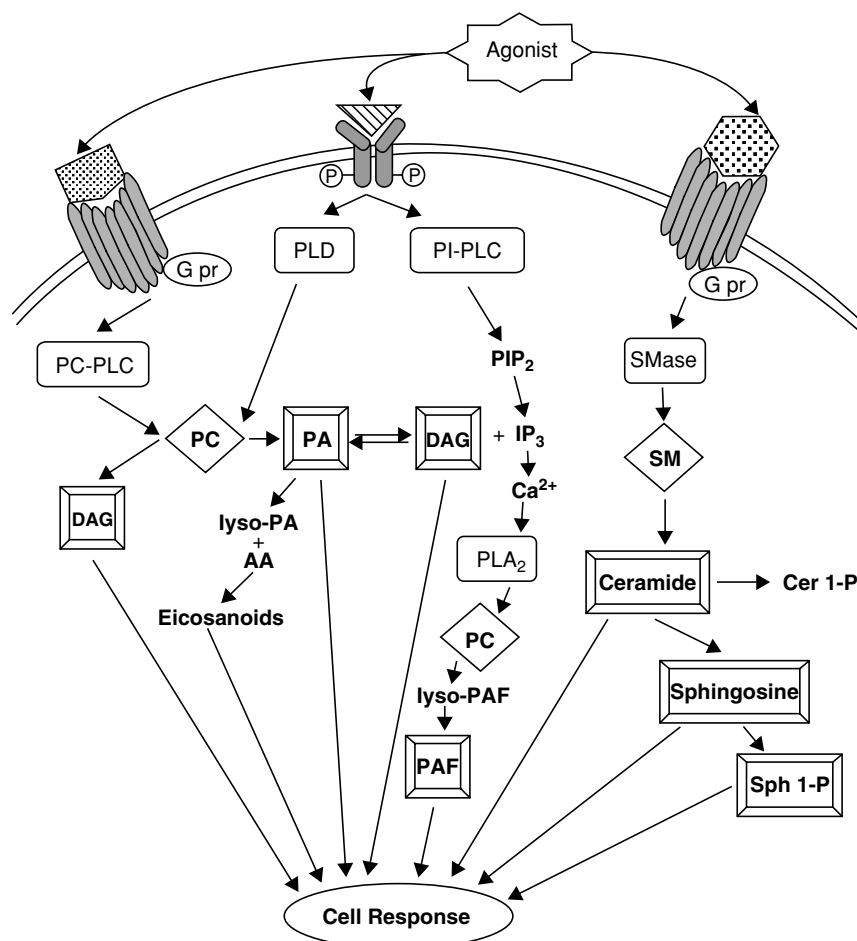 Agonist
P
P
G pr
PLD
PI-PLC
G pr
PC-PLC
PIP₂
SMase
PC
PA
DAG
+
IP₃
SM
DAG
Ca²⁺
lyso-PA
+
AA
PLA₂
Ceramide
Cer 1-P
Eicosanoids
PC
lyso-PAF
Sphingosine
PAF
Sph 1-P
Cell Response